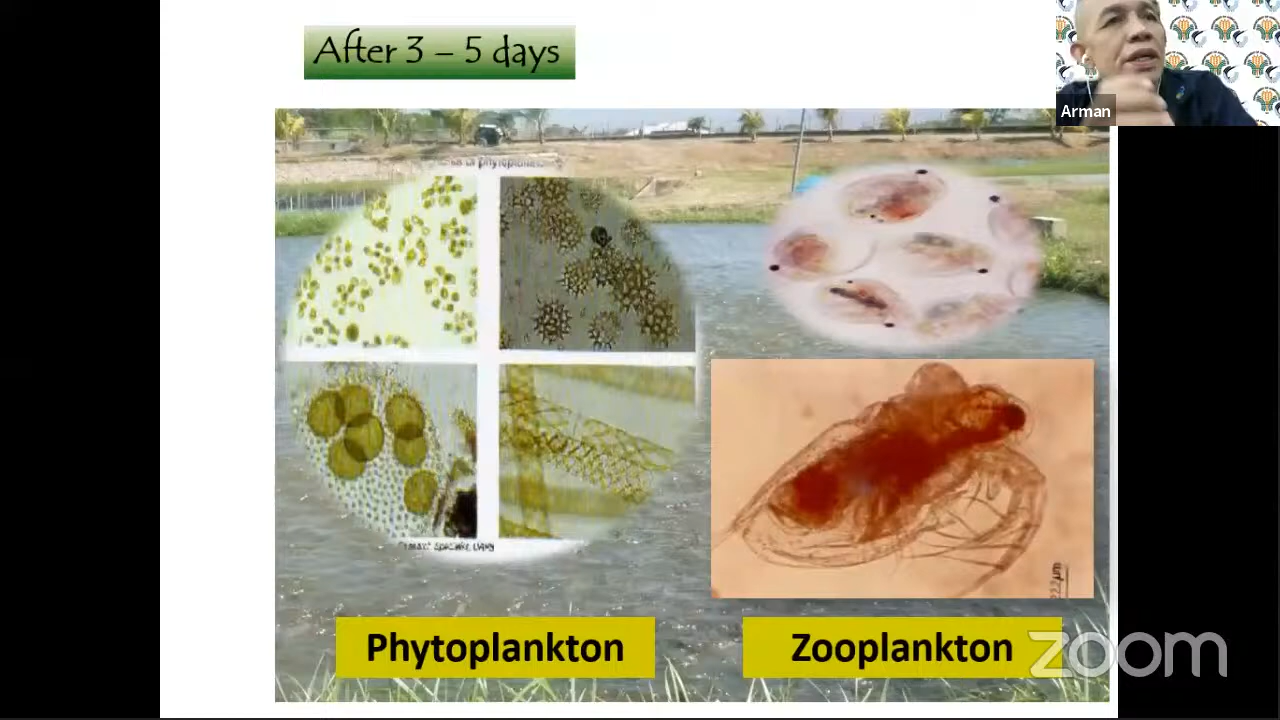 After 3 – 5 days
Arman
Phytoplankton
Zooplankton
zoom